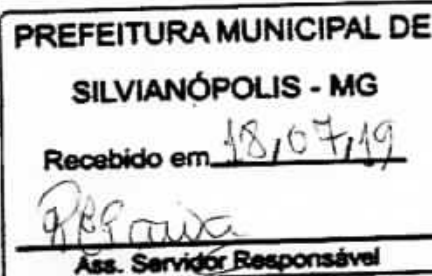 PREFEITURA MUNICIPAL DE
SILVIANÓPOLIS - MG
Recebido em 18,07,19
Ass. Servidor Responsável